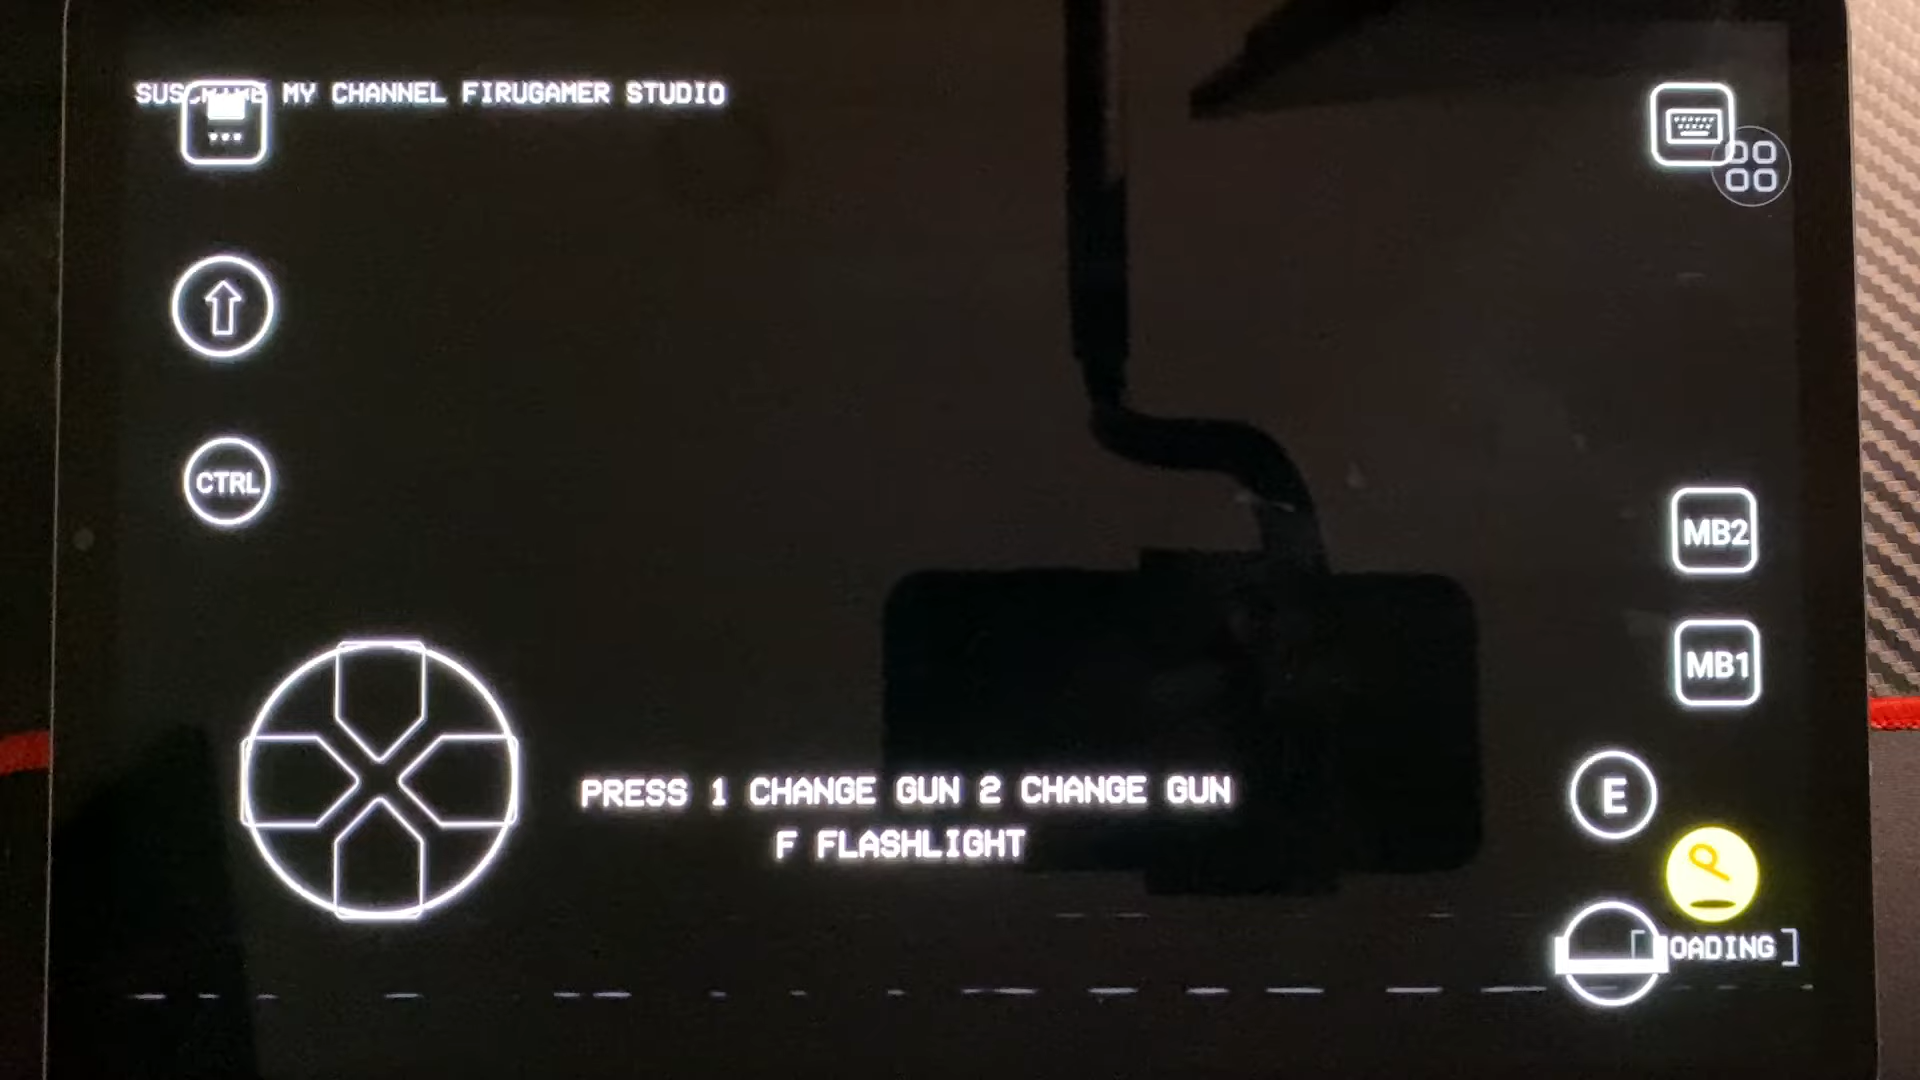 MY CHANNEL FIRUGAMER STUDIO
CTRL
MB2
MB1
E
PRESS 1 CHANGE GUN 2 CHANGE GUN
F FLASHLIGHT
OADING ]